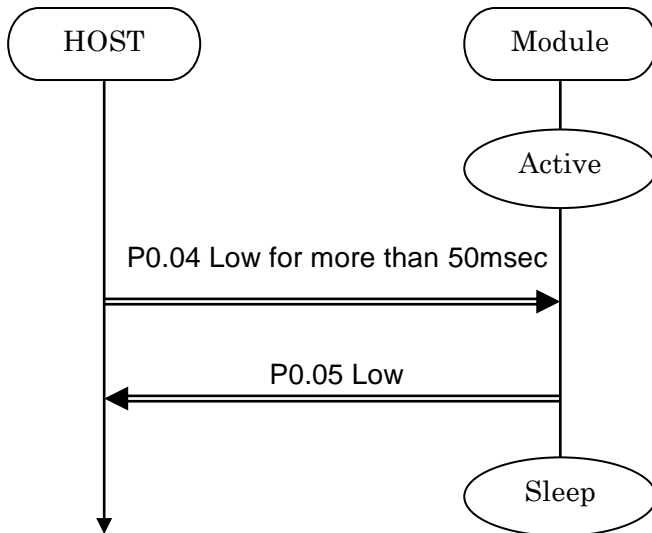 HOST
Module
Active
P0.04 Low for more than 50msec
P0.05 Low
Sleep